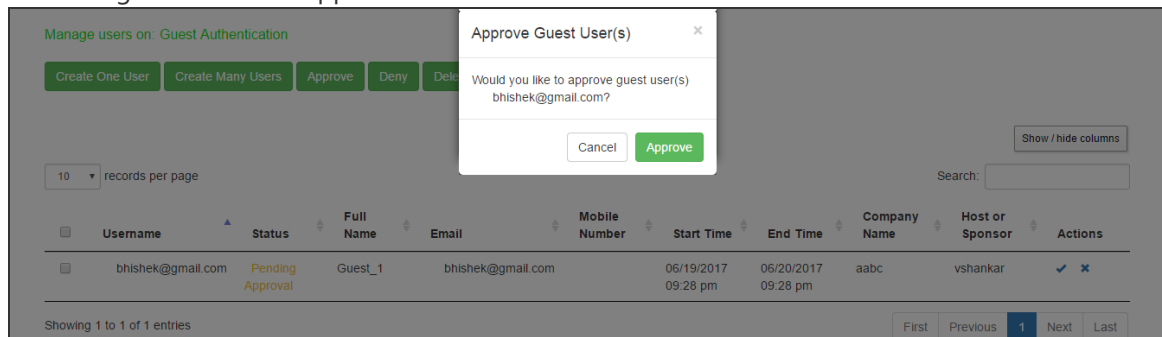 Manage users on: Guest Authentication
Create One User Create Many Users Approve Deny
Approve Guest User(s) ×
Would you like to approve guest user(s)
bhishek@gmail.com?
Cancel Approve
Show / hide columns
10 records per page Search:
Username Status Full Name Email Mobile Number Start Time End Time Company Name Host or Sponsor Actions
bhishek@gmail.com Pending Approval Guest_1 bhishek@gmail.com 06/19/2017 09:28 pm 06/20/2017 09:28 pm aabc vshankar
Showing 1 to 1 of 1 entries First Previous 1 Next Last